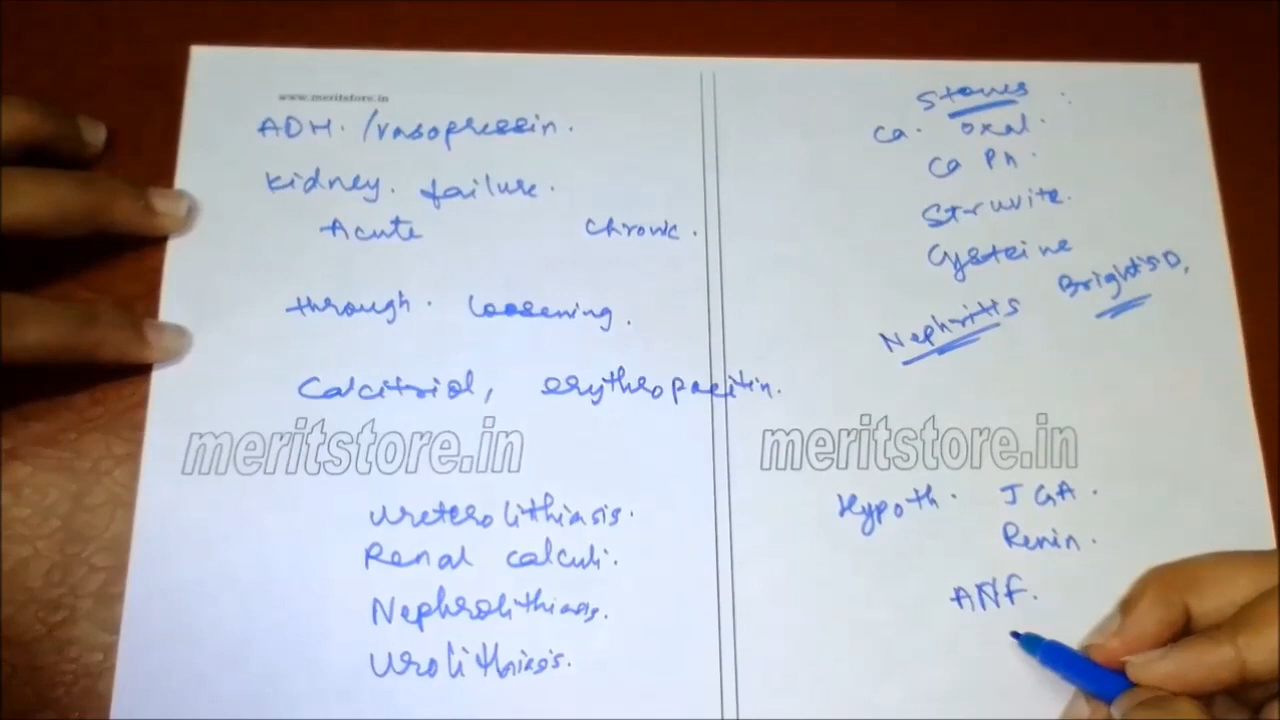 www.meritstore.in
ADH. /vasopressin.
kidney. failure.
Acute chronic.
through. loosening.
Calcitriol, erythropoeitin.
meritstore.in
ureterolithiasis.
Renal calculi.
Nephrolithiasis.
Urolithiasis.
Stones
Ca. oxal.
Ca Ph.
Struvite.
Cysteine
Nephritis Bright's D,
meritstore.in
Hypoth. JGA.
Renin.
ANF.